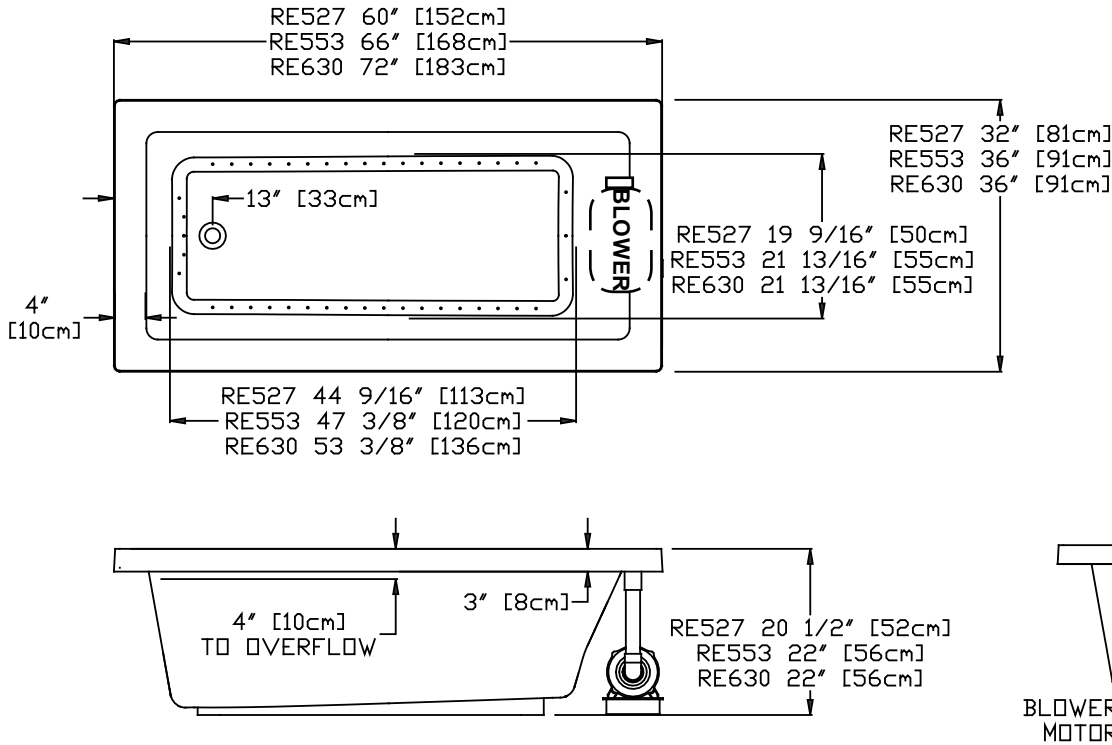 RE527 60" [152cm]
RE553 66" [168cm]
RE630 72" [183cm]
RE527 32" [81cm]
RE553 36" [91cm]
RE630 36" [91cm]
13" [33cm]
BLOWER
RE527 19 9/16" [50cm]
RE553 21 13/16" [55cm]
RE630 21 13/16" [55cm]
4"
[10cm]
RE527 44 9/16" [113cm]
RE553 47 3/8" [120cm]
RE630 53 3/8" [136cm]
4" [10cm]
TO OVERFLOW
3" [8cm]
RE527 20 1/2" [52cm]
RE553 22" [56cm]
RE630 22" [56cm]
BLOWER
MOTOR